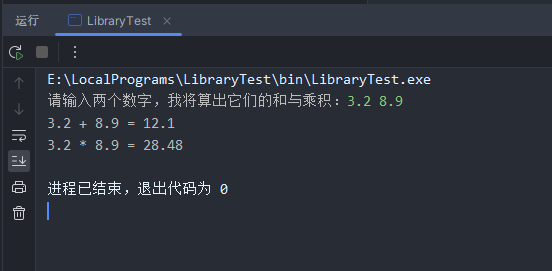 运行
LibraryTest
E:\LocalPrograms\LibraryTest\bin\LibraryTest.exe
请输入两个数字，我将算出它们的和与乘积：3.2 8.9
3.2 + 8.9 = 12.1
3.2 * 8.9 = 28.48
进程已结束，退出代码为 0